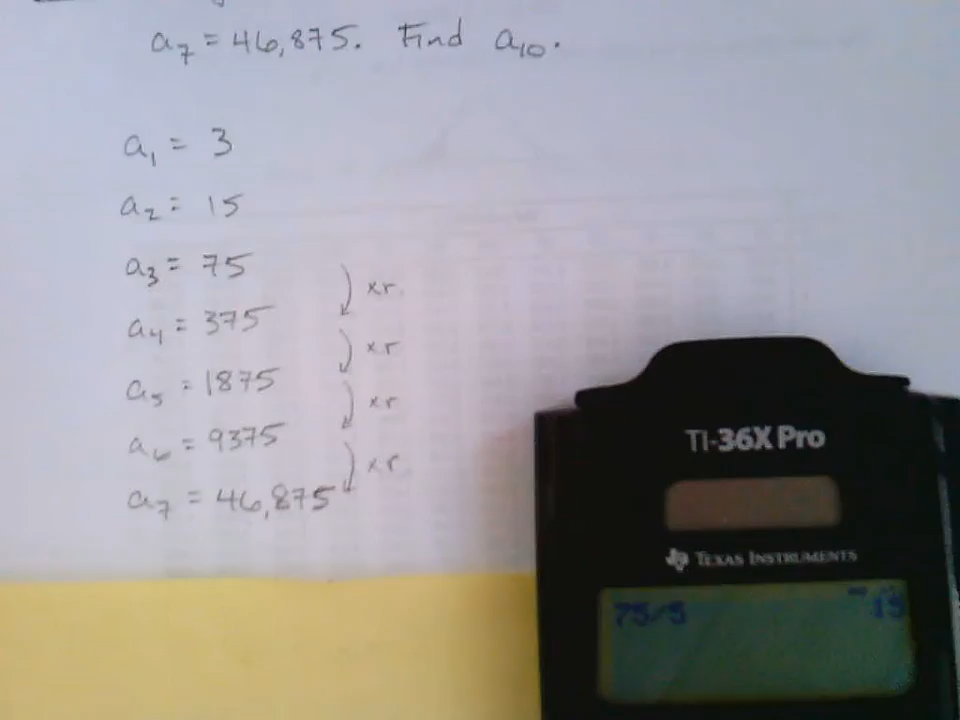 a₇ = 46,875. Find a₁₀.
a₁ = 3
a₂ = 15
a₃ = 75
xr
a₄ = 375
xr
a₅ = 1875
xr
a₆ = 9375
xr
a₇ = 46,875
TI-36X Pro
TEXAS INSTRUMENTS
75/5 15